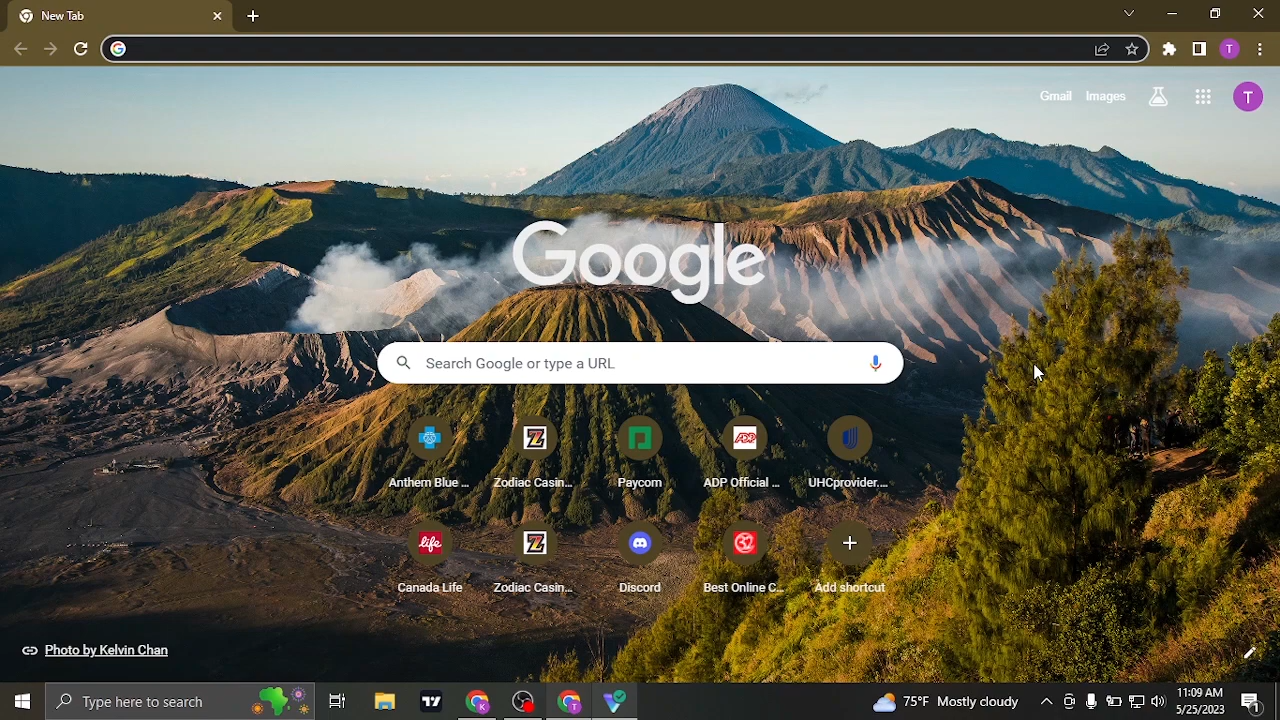 New Tab
Gmail Images
T
T
Google
Search Google or type a URL
Anthem Blue ...
Zodiac Casin...
Paycom
ADP Official ...
UHCprovider....
Canada Life
Zodiac Casin...
Discord
Best Online C...
Add shortcut
Photo by Kelvin Chan
Type here to search
75°F Mostly cloudy
11:09 AM
5/25/2023